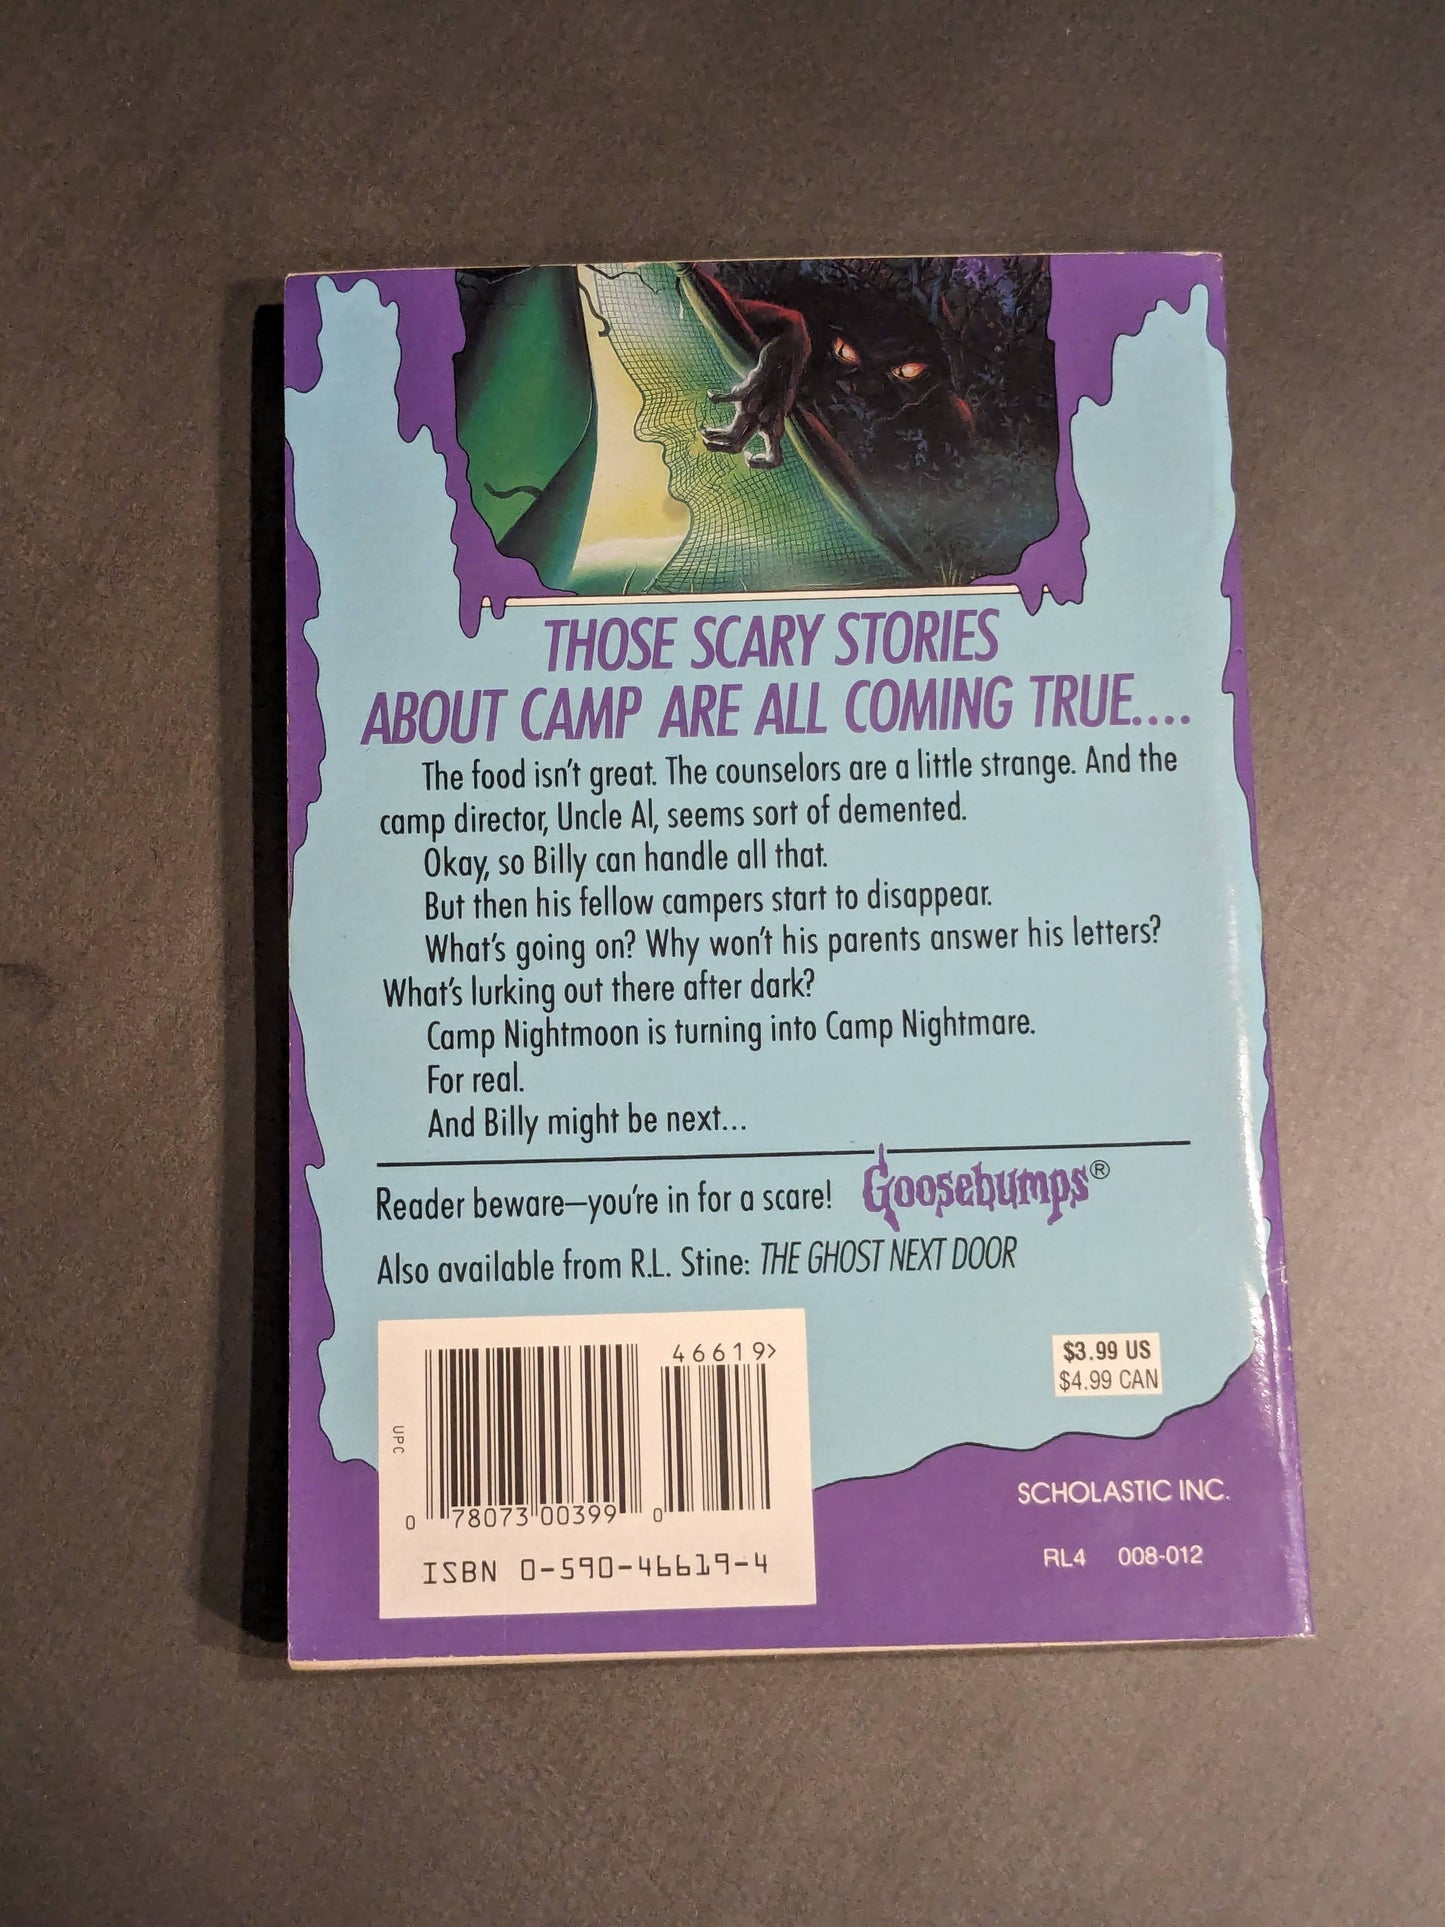 THOSE SCARY STORIES
ABOUT CAMP ARE ALL COMING TRUE....
The food isn't great. The counselors are a little strange. And the
camp director, Uncle Al, seems sort of demented.
Okay, so Billy can handle all that.
But then his fellow campers start to disappear.
What's going on? Why won't his parents answer his letters?
What's lurking out there after dark?
Camp Nightmoon is turning into Camp Nightmare.
For real.
And Billy might be next...
Reader beware—you're in for a scare! Goosebumps®
Also available from R.L. Stine: THE GHOST NEXT DOOR
46619>
$3.99 US
$4.99 CAN
UPC
0 78073 00399 0
SCHOLASTIC INC.
ISBN 0-590-46619-4
RL4 008-012